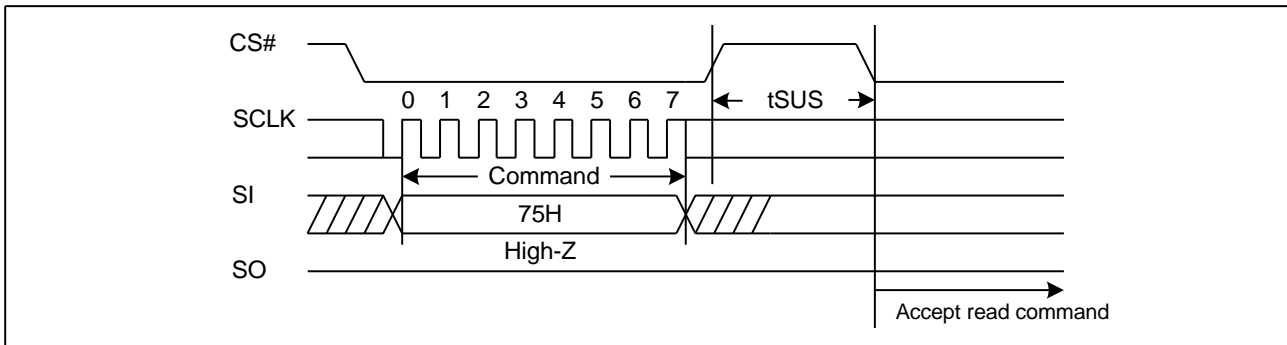 CS#
0 1 2 3 4 5 6 7
tSUS
SCLK
Command
SI
75H
High-Z
SO
Accept read command